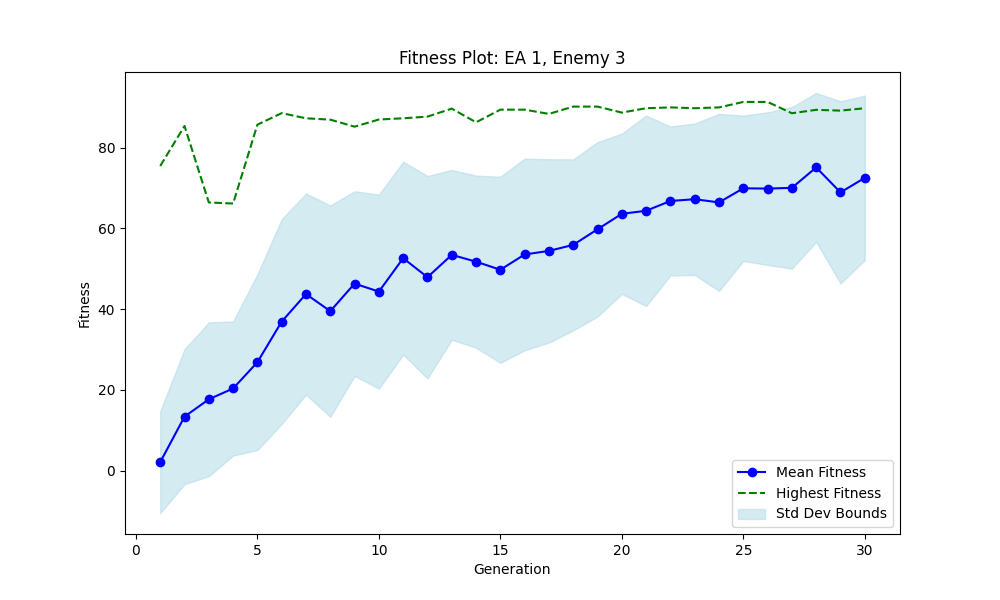 Fitness Plot: EA 1, Enemy 3
Fitness
80
60
40
20
0
0 5 10 15 20 25 30
Generation
Mean Fitness
Highest Fitness
Std Dev Bounds